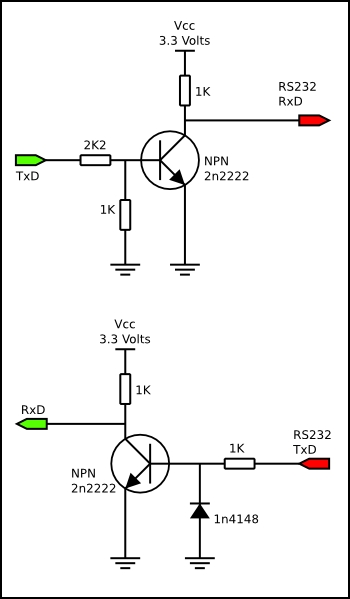 Vcc
3.3 Volts
1K
RS232
RxD
2K2
TxD
NPN
2n2222
1K
Vcc
3.3 Volts
1K
RxD
1K
RS232
TxD
NPN
2n2222
1n4148